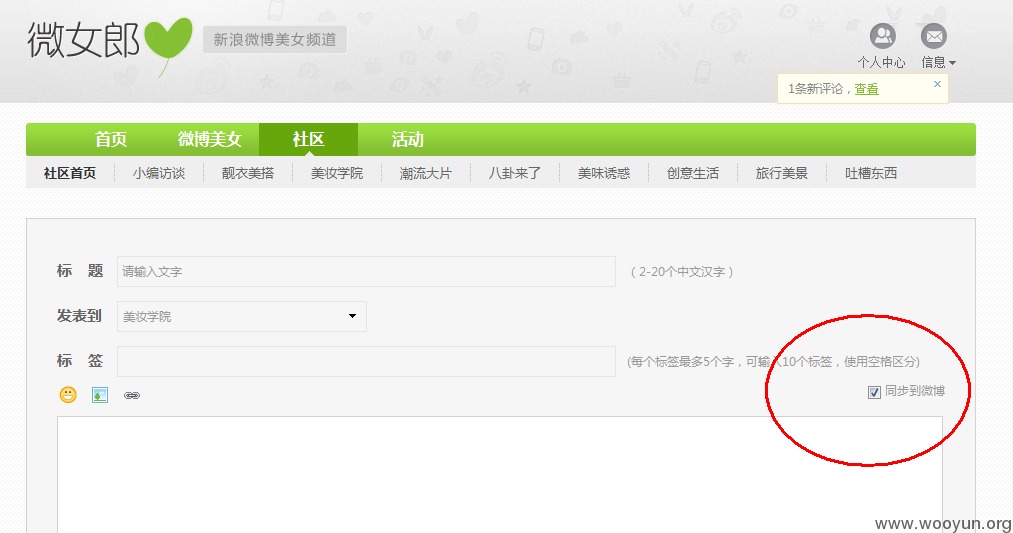 微女郎 新浪微博美女频道
个人中心 信息
1条新评论，查看 ×
首页 微博美女 社区 活动
社区首页 小编访谈 靓衣美搭 美妆学院 潮流大片 八卦来了 美味诱惑 创意生活 旅行美景 吐槽东西
标 题 请输入文字 （2-20个中文汉字）
发表到 美妆学院
标 签 (每个标签最多5个字，可输入10个标签，使用空格区分)
同步到微博
www.wooyun.org